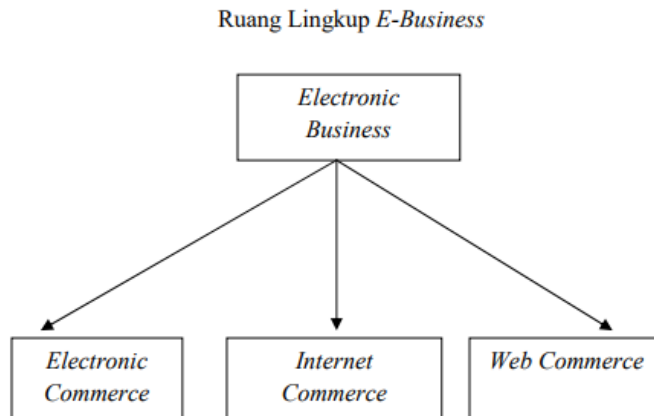 Ruang Lingkup E-Business
Electronic
Business
Electronic
Commerce
Internet
Commerce
Web Commerce